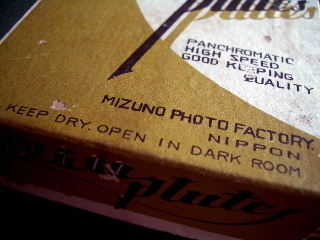 Plates
PANCHROMATIC
HIGH SPEED
GOOD KEEPING
QUALITY
MIZUNO PHOTO FACTORY.
NIPPON
KEEP DRY. OPEN IN DARK ROOM
plates